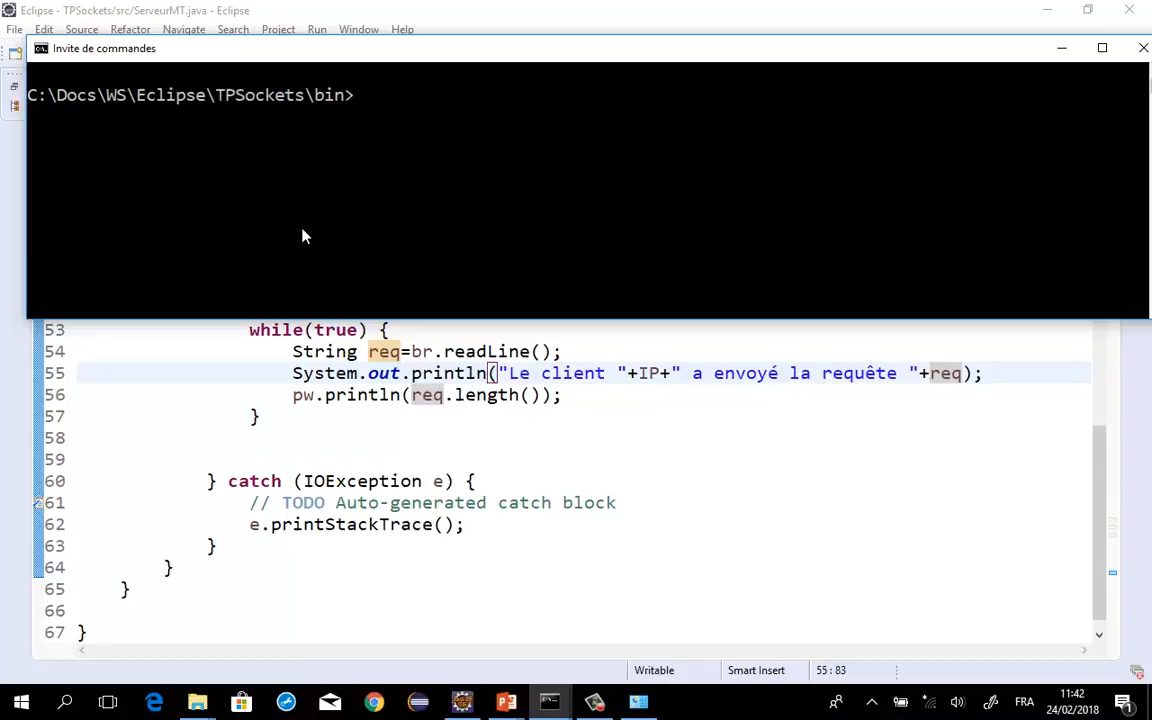 Eclipse - TPSockets/src/ServeurMT.java - Eclipse
File Edit Source Refactor Navigate Search Project Run Window Help
Invite de commandes
C:\Docs\WS\Eclipse\TPSockets\bin>
53 while(true) {
54 String req=br.readLine();
55 System.out.println("Le client "+IP+" a envoyé la requête "+req);
56 pw.println(req.length());
57 }
58
59
60 } catch (IOException e) {
61 // TODO Auto-generated catch block
62 e.printStackTrace();
63 }
64 }
65 }
66
67 }
Writable Smart Insert 55 : 83
FRA
11:42
24/02/2018